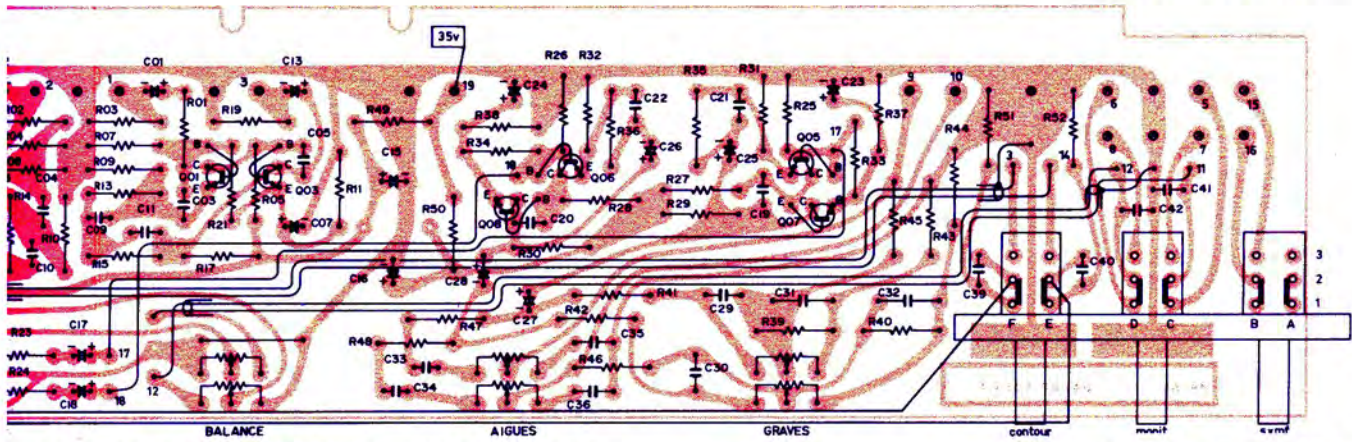 35v
C01
C13
R26
R32
2
1
3
19
C24
R35
R31
C23
9
10
6
5
15
R02
R03
R01
R19
R49
C22
C21
R25
R37
R44
R51
R52
R04
R07
C05
R38
R36
Q05
17
8
7
16
R34
18
C26
C25
R33
R09
B
B
C
C
E
E
Q01
Q03
C15
B
C
E
Q06
E
C
B
3
14
12
11
C04
R13
C03
R05
R11
R27
R14
C11
R21
C07
R50
E
C
B
Q08
C20
R28
R29
C19
Q07
E
C
B
R45
R43
C41
C42
C09
R10
C10
R15
R17
C16
C28
R30
C39
C40
3
2
1
C27
R42
R41
C29
C31
C32
R23
C17
17
R48
R47
C35
R39
R40
F
E
D
C
B
A
R24
C18
18
12
C33
C34
R46
C36
C30
BALANCE
AIGUES
GRAVES
contour
monit